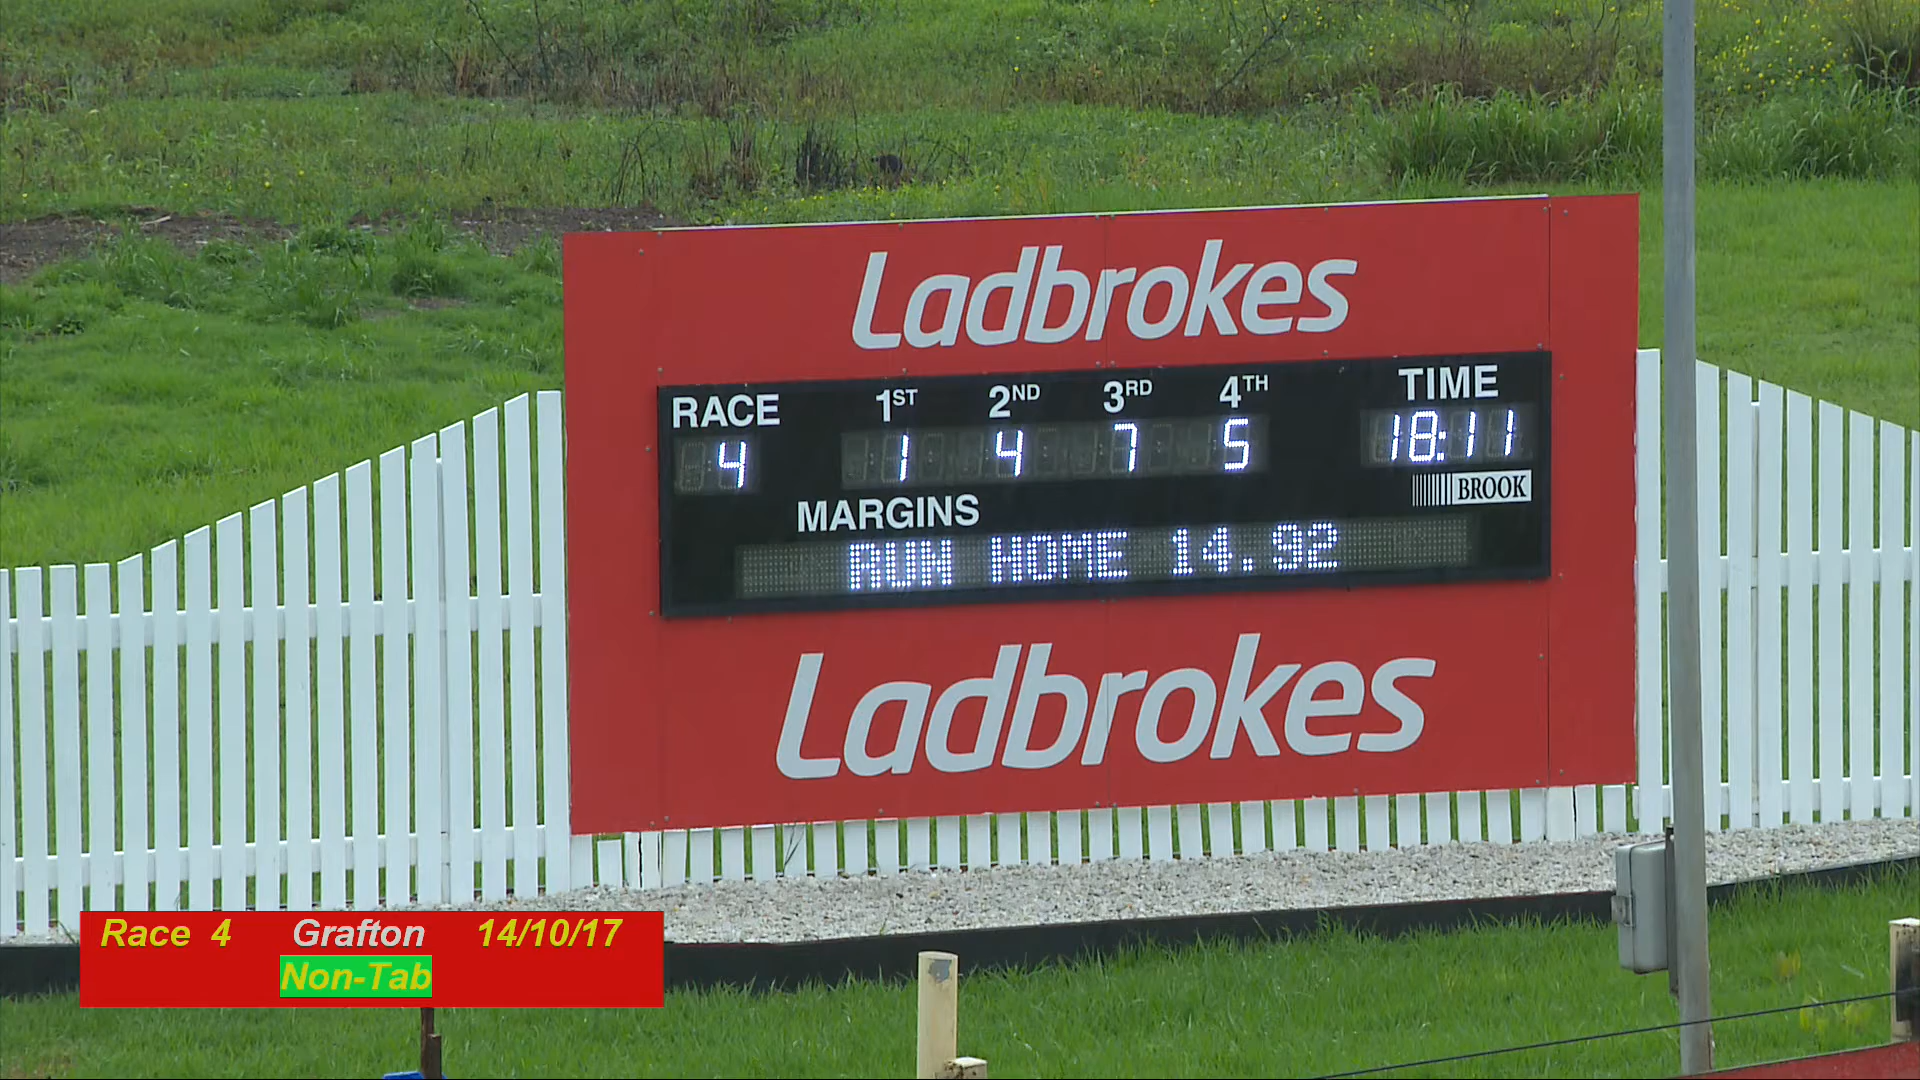 Ladbrokes
RACE 1ST 2ND 3RD 4TH TIME
4 1 4 7 5 18:11
BROOK
MARGINS
RUN HOME 14.92
Ladbrokes
Race 4 Grafton 14/10/17
Non-Tab